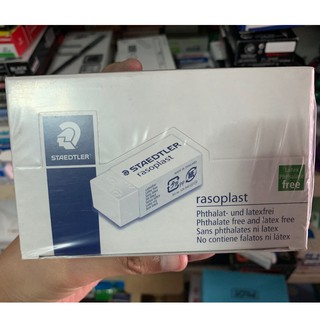 STAEDTLER
STAEDTLER
rasoplast
free
rasoplast
Phthalat- und latexfrei
Phthalate free and latex free
Sans phthalates ni latex
No contiene falatos ni látex